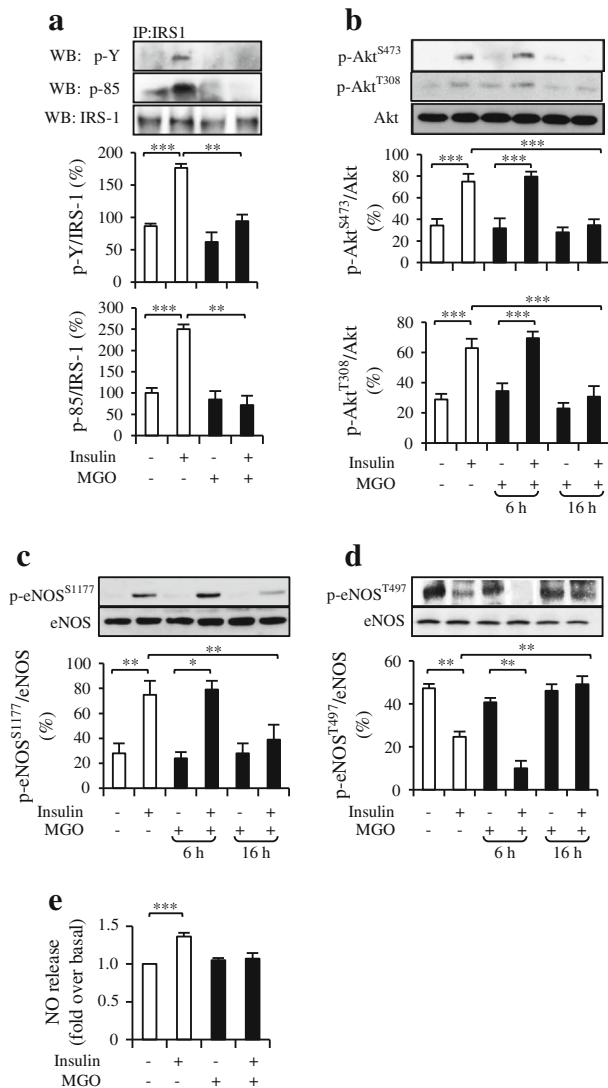 a
IP:IRS1
WB: p-Y
WB: p-85
WB: IRS-1
*** **
p-Y/IRS-1 (%)
200
150
100
50
0
*** **
p-85/IRS-1 (%)
300
250
200
150
100
50
0
Insulin - + - +
MGO - - + +
b
p-Akt^S473
p-Akt^T308
Akt
***
*** ***
p-Akt^S473/Akt
(%)
100
80
60
40
20
0
***
*** ***
p-Akt^T308/Akt
(%)
80
60
40
20
0
Insulin - + - + - +
MGO - - + + + +
6 h 16 h
c
p-eNOS^S1177
eNOS
**
** *
p-eNOS^S1177/eNOS
(%)
100
80
60
40
20
0
Insulin - + - + - +
MGO - - + + + +
6 h 16 h
d
p-eNOS^T497
eNOS
**
** **
p-eNOS^T497/eNOS
(%)
60
40
20
0
Insulin - + - + - +
MGO - - + + + +
6 h 16 h
e
***
NO release
(fold over basal)
1.5
1.0
0.5
0
Insulin - + - +
MGO - - + +